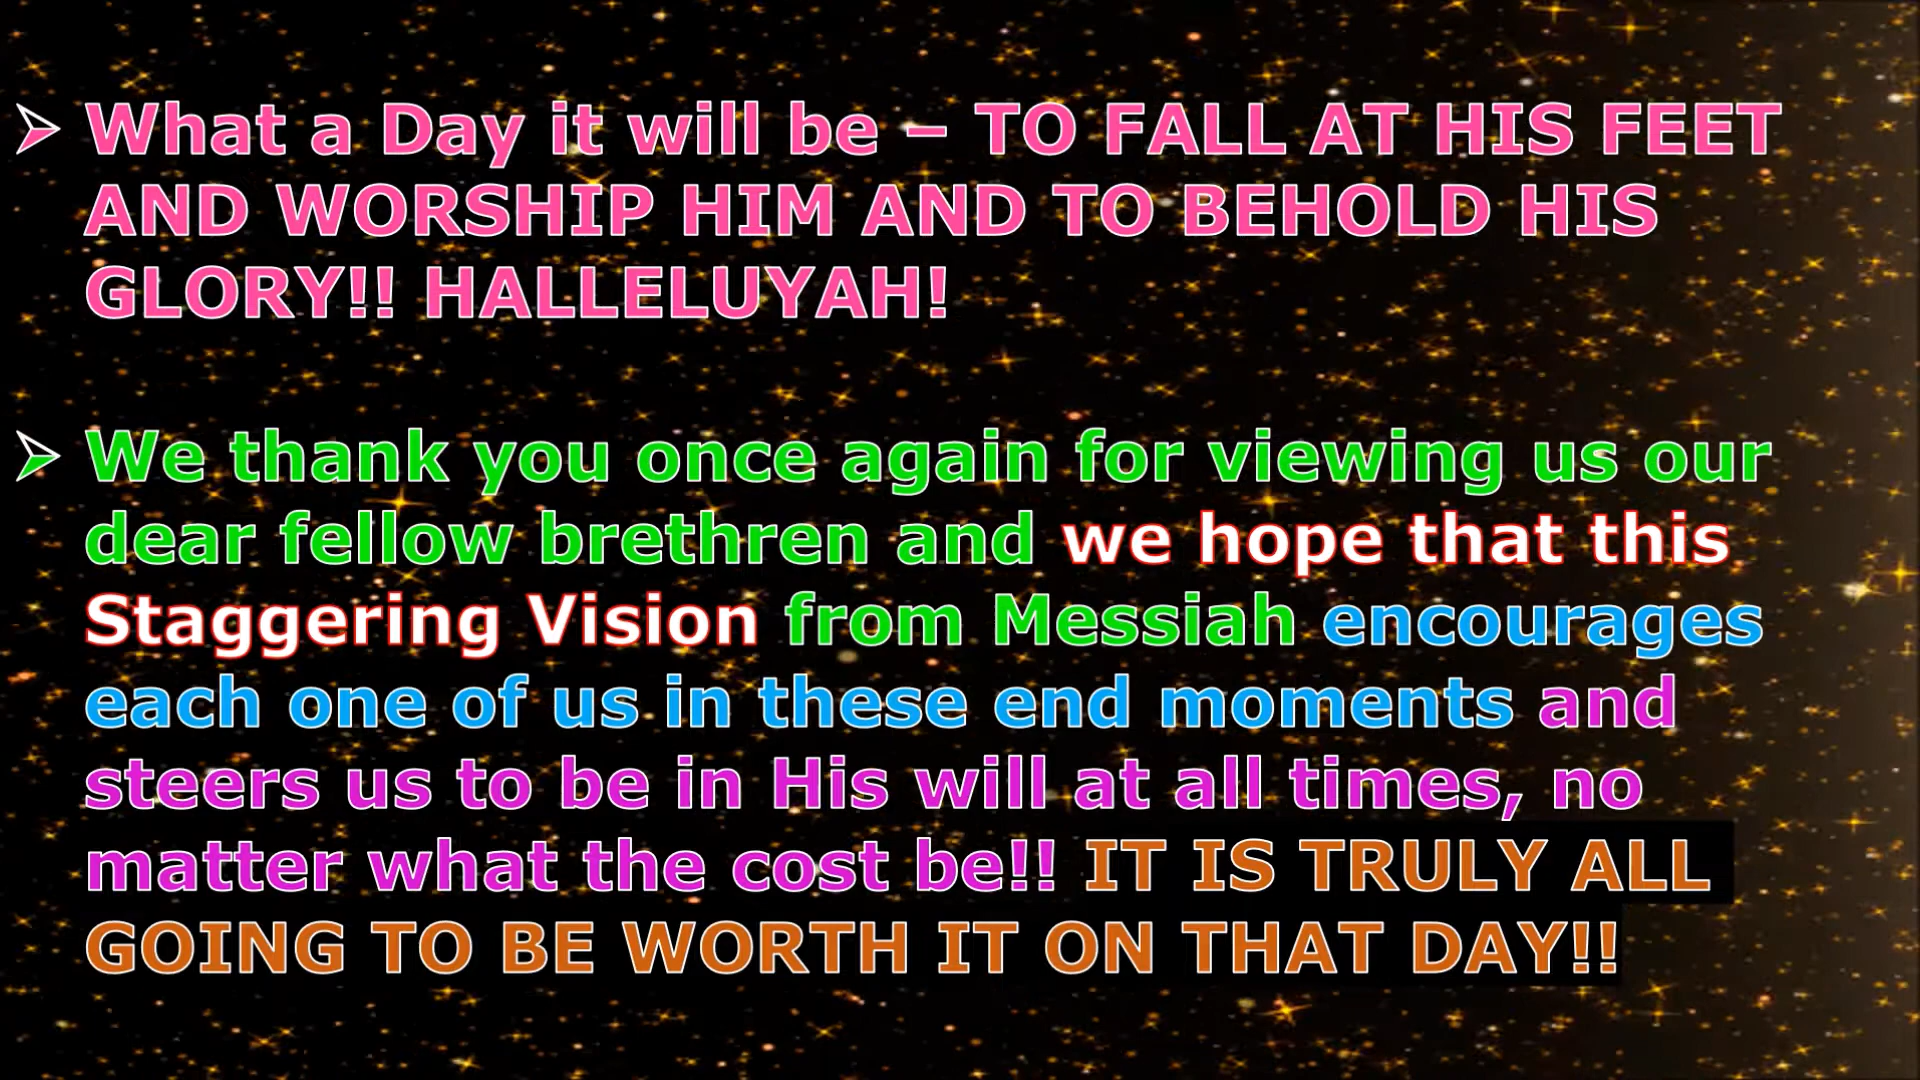 ➢ What a Day it will be – TO FALL AT HIS FEET
AND WORSHIP HIM AND TO BEHOLD HIS
GLORY!! HALLELUYAH!
➢ We thank you once again for viewing us our
dear fellow brethren and we hope that this
Staggering Vision from Messiah encourages
each one of us in these end moments and
steers us to be in His will at all times, no
matter what the cost be!! IT IS TRULY ALL
GOING TO BE WORTH IT ON THAT DAY!!